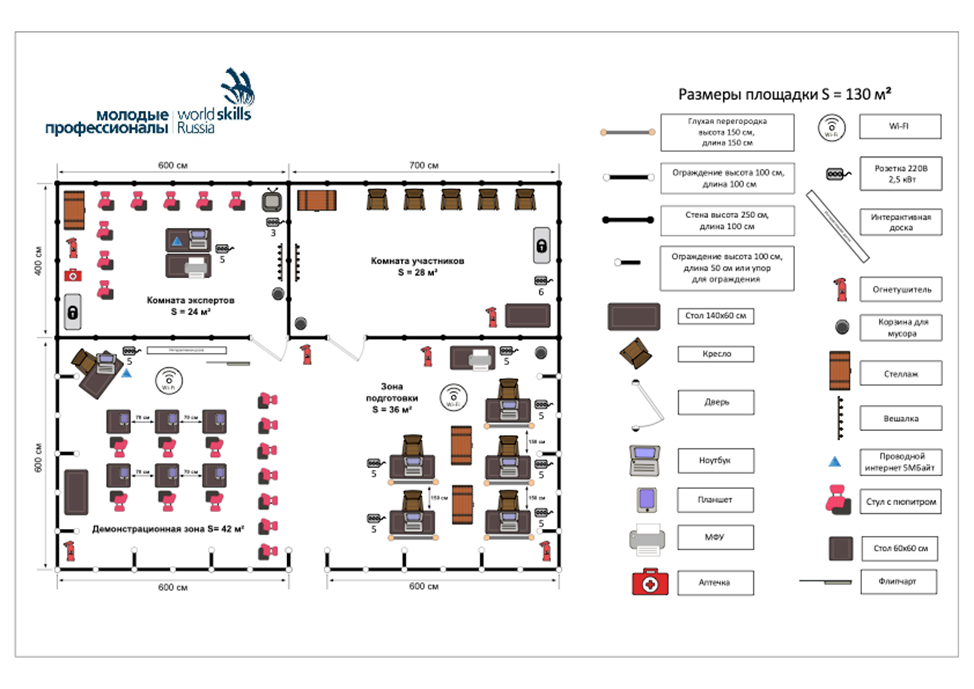 молодые
профессионалы
world skills
Russia
Размеры площадки S = 130 м²
600 см
700 см
400 см
600 см
3
5
Комната экспертов
S = 24 м²
Комната участников
S = 28 м²
6
5
Wi-Fi
70 см
70 см
70 см
70 см
Демонстрационная зона S= 42 м²
Зона
подготовки
S = 36 м²
Wi-Fi
5
5
150 см
5
5
150 см
150 см
5
5
600 см
600 см
Глухая перегородка
высота 150 см,
длина 150 см
Ограждение высота 100 см,
длина 100 см
Стена высота 250 см,
длина 100 см
Ограждение высота 100 см,
длина 50 см или упор
для ограждения
Стол 140х60 см
Кресло
Дверь
Ноутбук
Планшет
МФУ
Аптечка
Wi-Fi
Wi-FI
Розетка 220В
2,5 кВт
Интерактивная
доска
Огнетушитель
Корзина для
мусора
Стеллаж
Вешалка
Проводной
интернет 5МБайт
Стул с пюпитром
Стол 60х60 см
Флипчарт